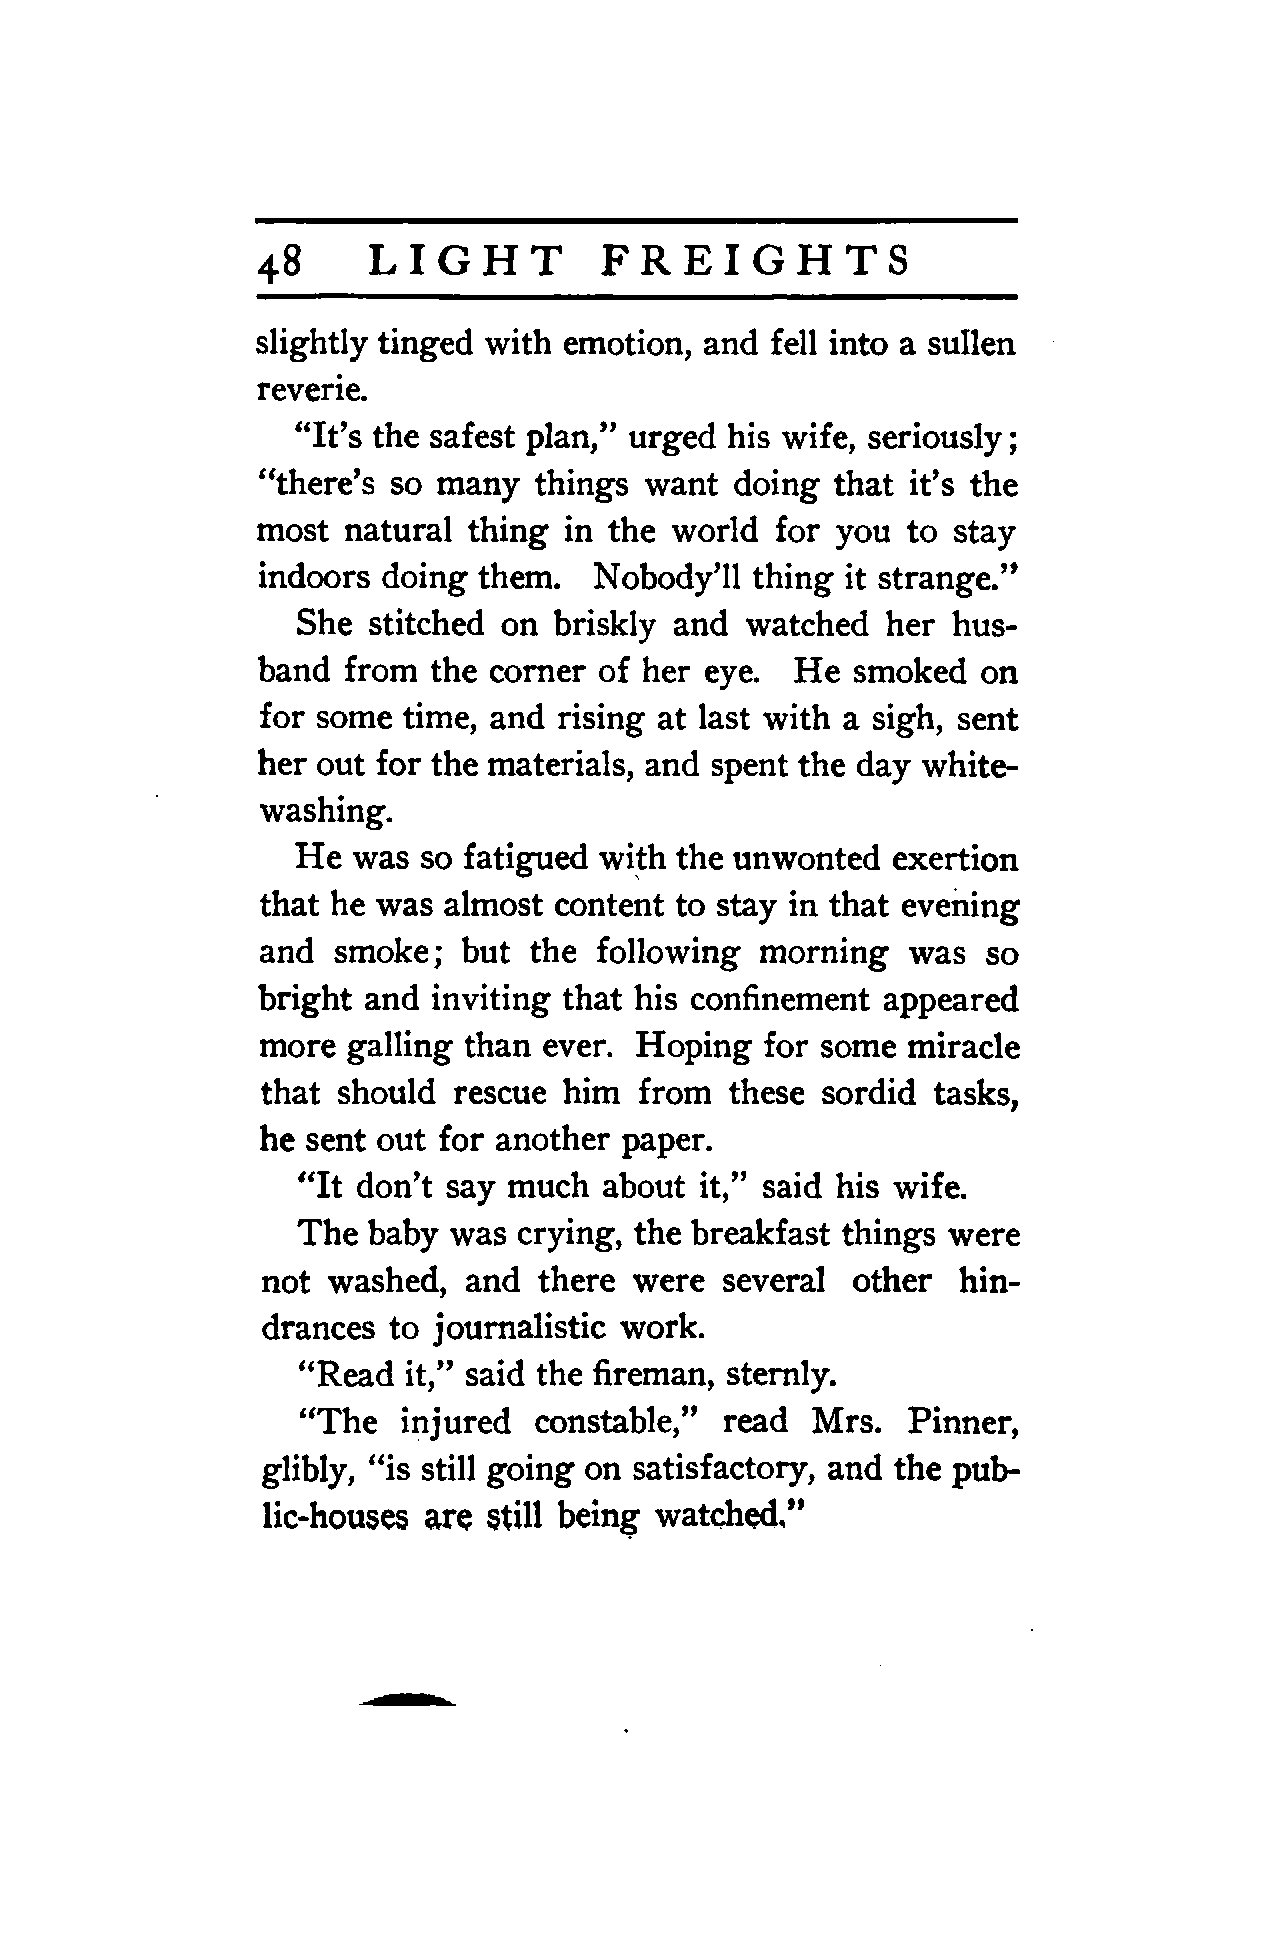 48 LIGHT FREIGHTS
slightly tinged with emotion, and fell into a sullen
reverie.
“It’s the safest plan,” urged his wife, seriously;
“there’s so many things want doing that it’s the
most natural thing in the world for you to stay
indoors doing them. Nobody’ll thing it strange.”
She stitched on briskly and watched her hus-
band from the corner of her eye. He smoked on
for some time, and rising at last with a sigh, sent
her out for the materials, and spent the day white-
washing.
He was so fatigued with the unwonted exertion
that he was almost content to stay in that evening
and smoke; but the following morning was so
bright and inviting that his confinement appeared
more galling than ever. Hoping for some miracle
that should rescue him from these sordid tasks,
he sent out for another paper.
“It don’t say much about it,” said his wife.
The baby was crying, the breakfast things were
not washed, and there were several other hin-
drances to journalistic work.
“Read it,” said the fireman, sternly.
“The injured constable,” read Mrs. Pinner,
glibly, “is still going on satisfactory, and the pub-
lic-houses are still being watched.”